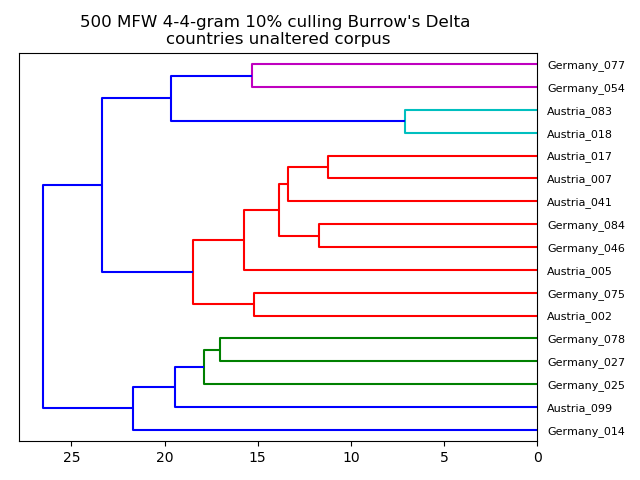 500 MFW 4-4-gram 10% culling Burrow's Delta
countries unaltered corpus
Germany_077
Germany_054
Austria_083
Austria_018
Austria_017
Austria_007
Austria_041
Germany_084
Germany_046
Austria_005
Germany_075
Austria_002
Germany_078
Germany_027
Germany_025
Austria_099
Germany_014
25 20 15 10 5 0